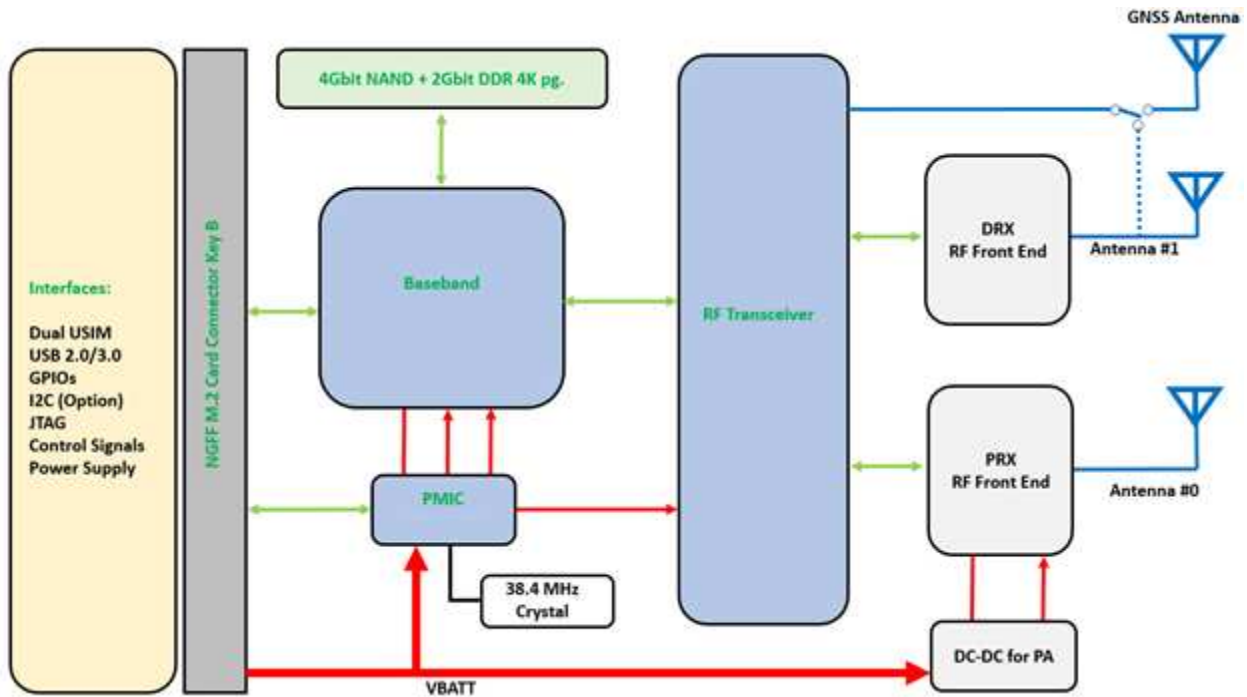 GNSS Antenna
4Gbit NAND + 2Gbit DDR 4K pg.
Interfaces:
Dual USIM
USB 2.0/3.0
GPIOs
I2C (Option)
JTAG
Control Signals
Power Supply
NGFF M.2 Card Connector Key B
Baseband
RF Transceiver
DRX
RF Front End
Antenna #1
PMIC
PRX
RF Front End
Antenna #0
38.4 MHz
Crystal
DC-DC for PA
VBATT